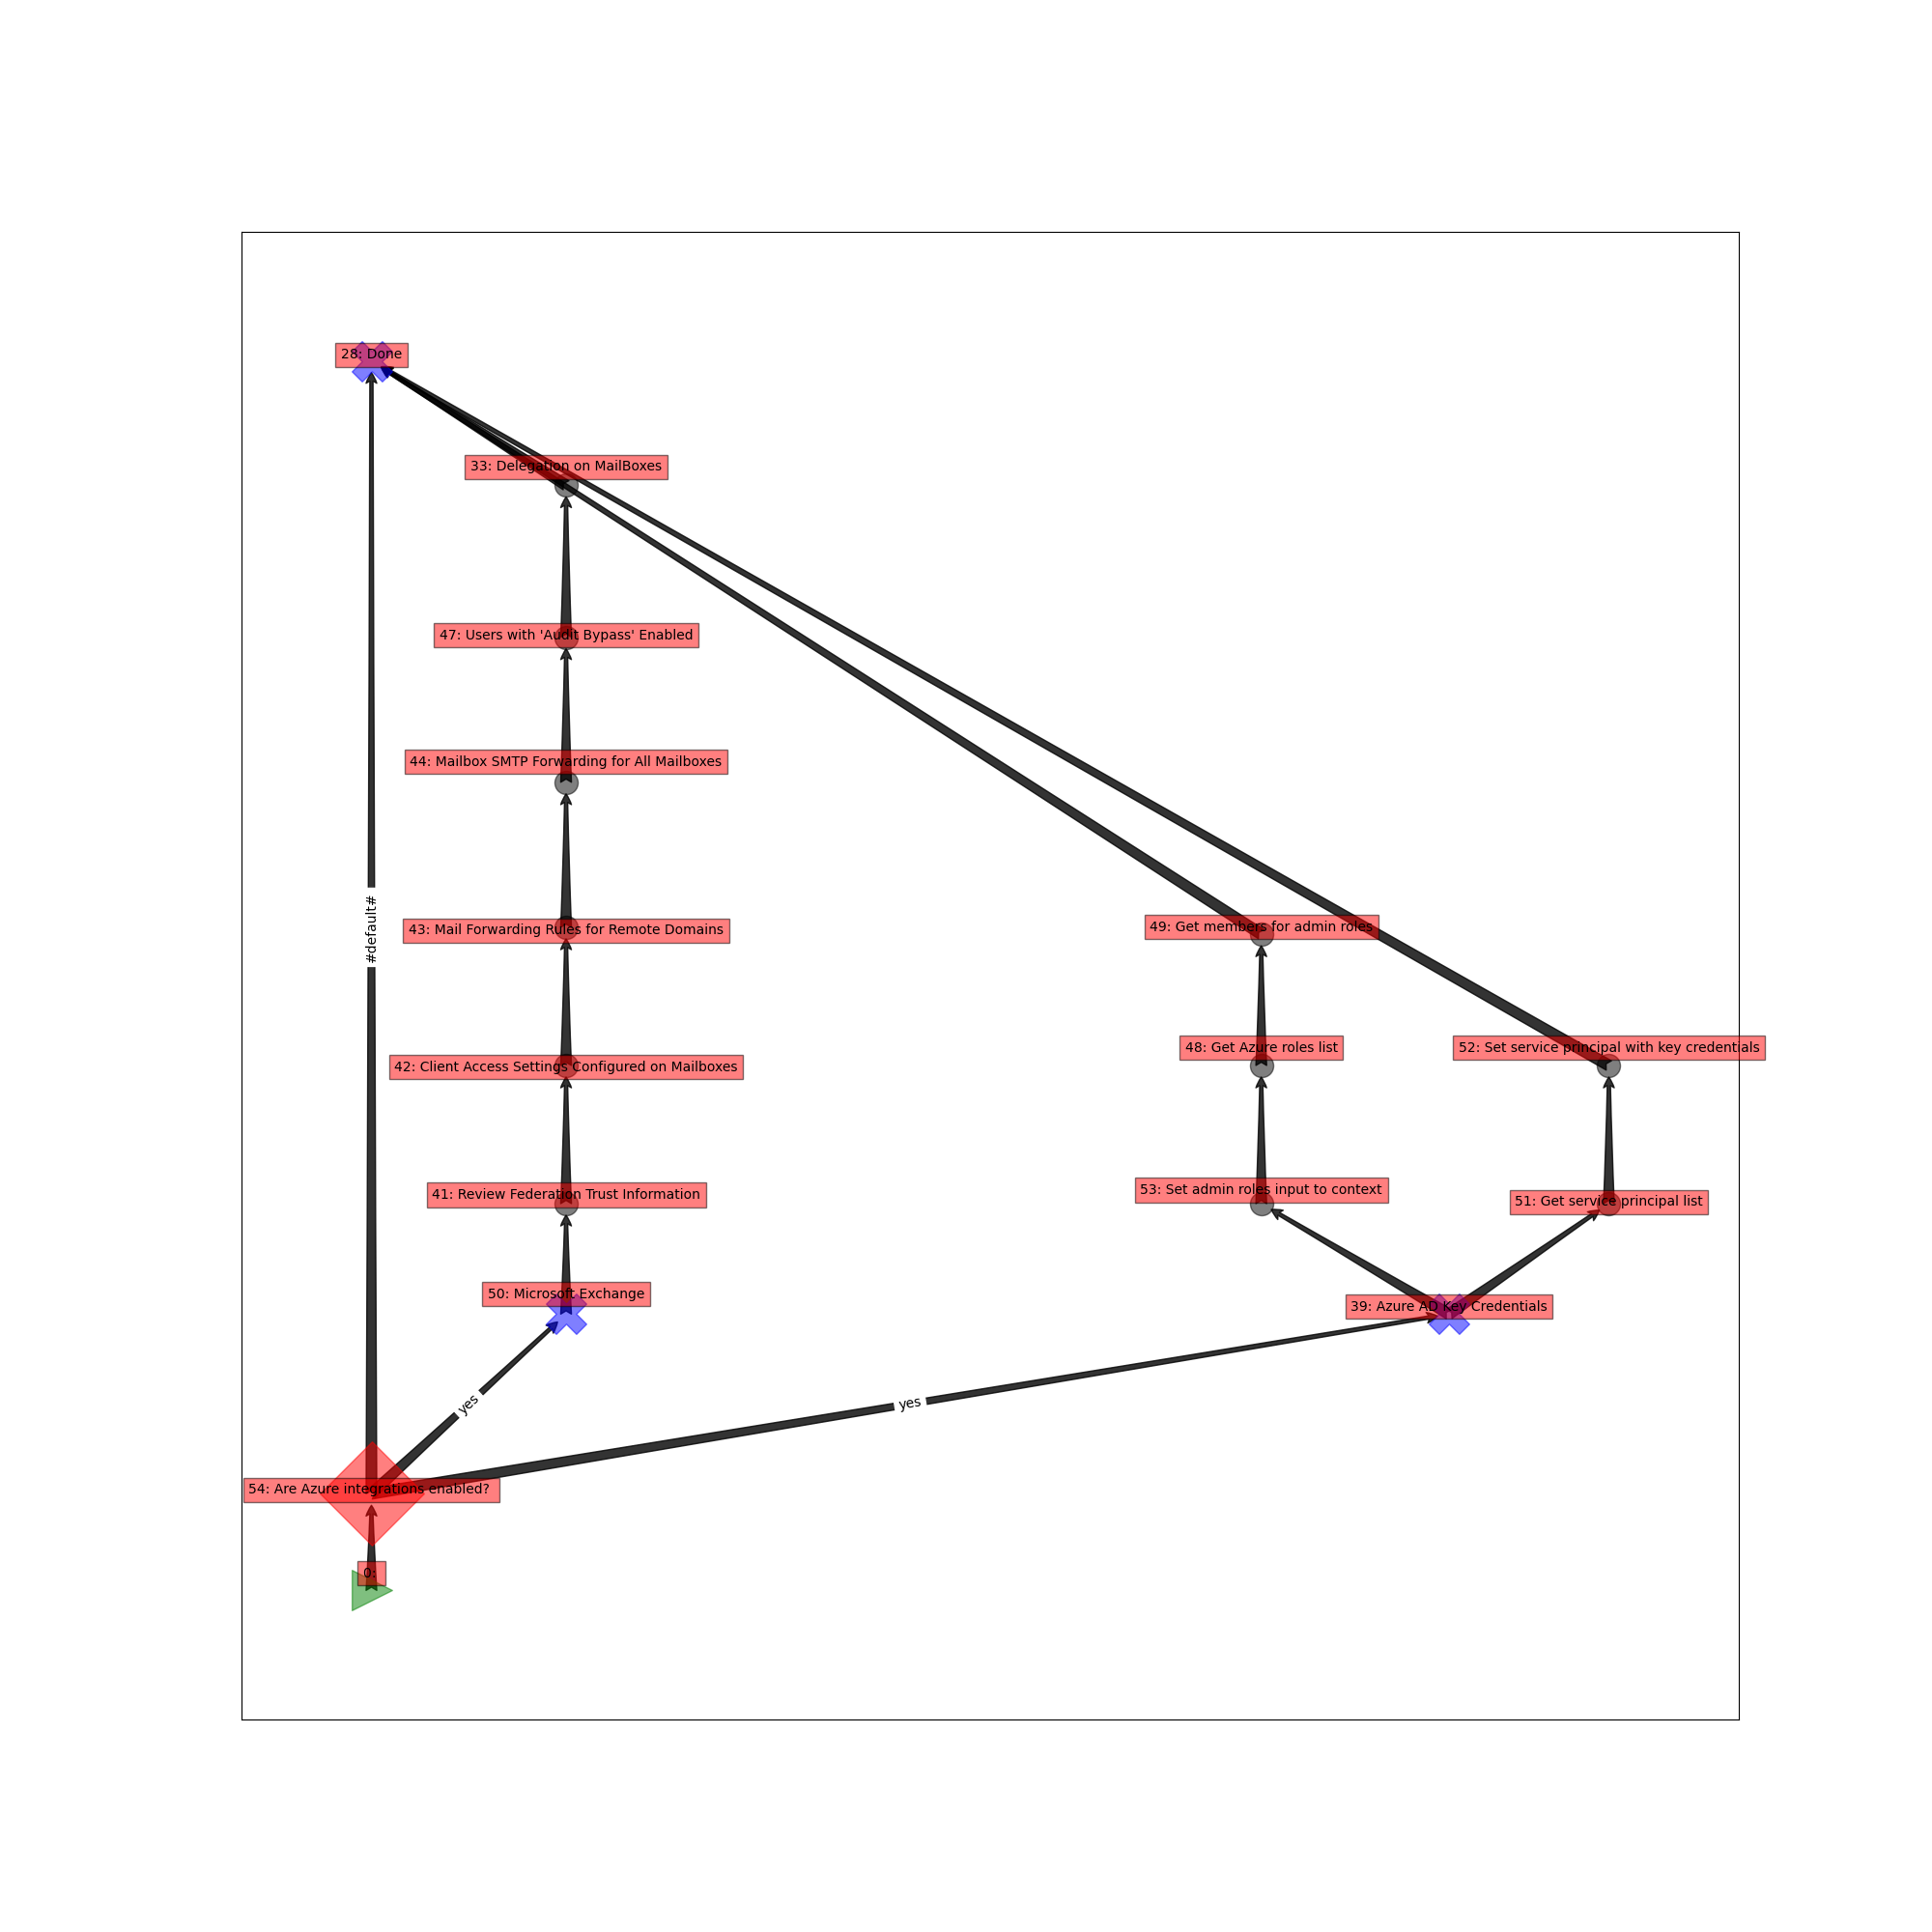 28: Done
33: Delegation on MailBoxes
47: Users with 'Audit Bypass' Enabled
44: Mailbox SMTP Forwarding for All Mailboxes
#default#
43: Mail Forwarding Rules for Remote Domains
49: Get members for admin roles
42: Client Access Settings Configured on Mailboxes
48: Get Azure roles list
52: Set service principal with key credentials
41: Review Federation Trust Information
53: Set admin roles input to context
51: Get service principal list
50: Microsoft Exchange
39: Azure AD Key Credentials
yes
yes
54: Are Azure integrations enabled?
0: